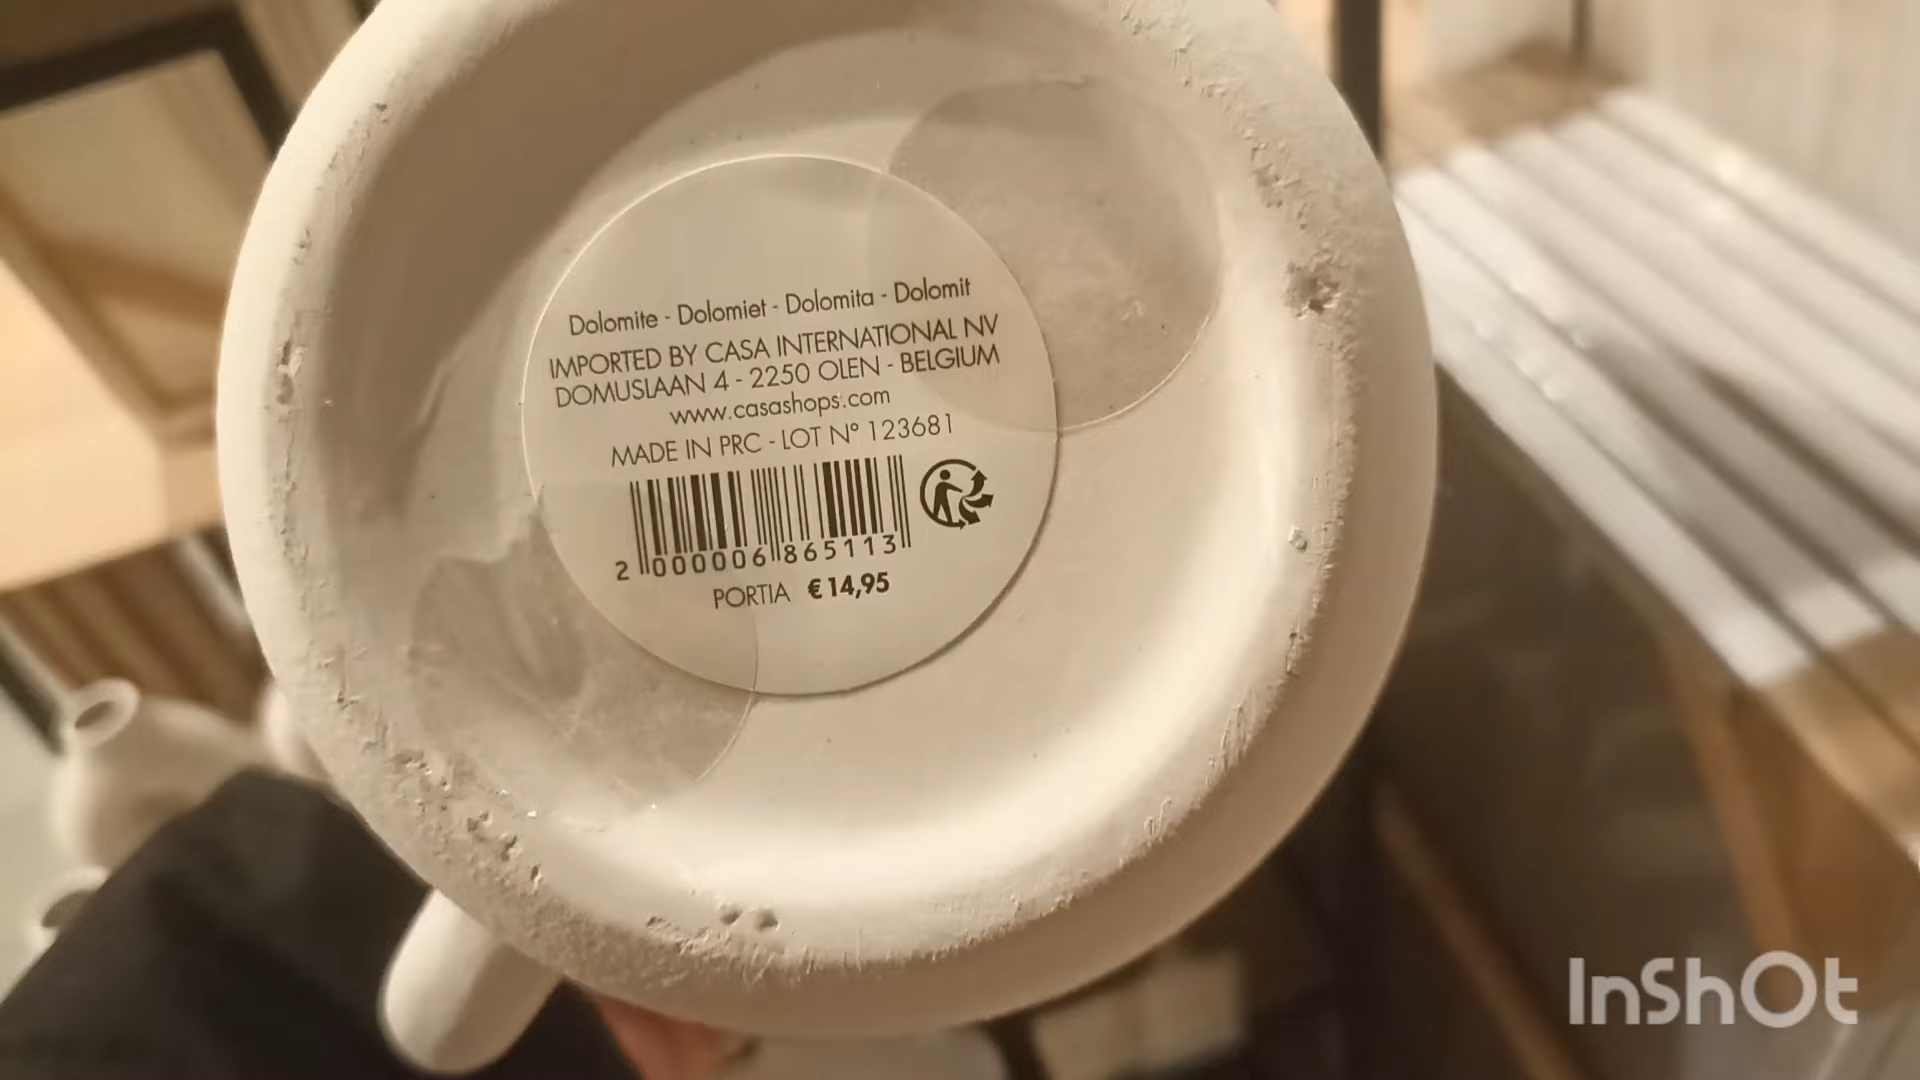 Dolomite - Dolomiet - Dolomita - Dolomit
IMPORTED BY CASA INTERNATIONAL NV
DOMUSLAAN 4 - 2250 OLEN - BELGIUM
www.casashops.com
MADE IN PRC - LOT N° 123681
2 000006 865113
PORTIA € 14,95
InShOt